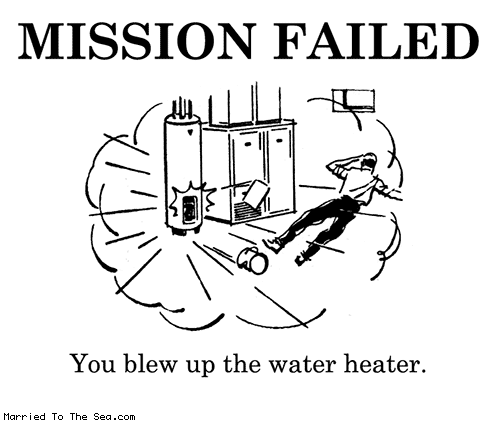 MISSION FAILED
You blew up the water heater.
Married To The Sea.com